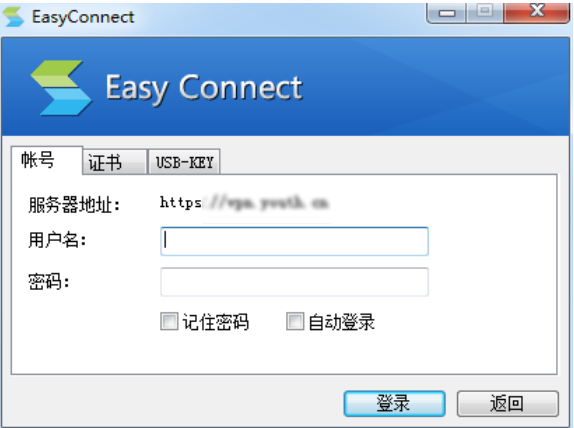 EasyConnect
Easy Connect
帐号 证书 USB-KEY
服务器地址： https
用户名：
密码：
记住密码 自动登录
登录 返回